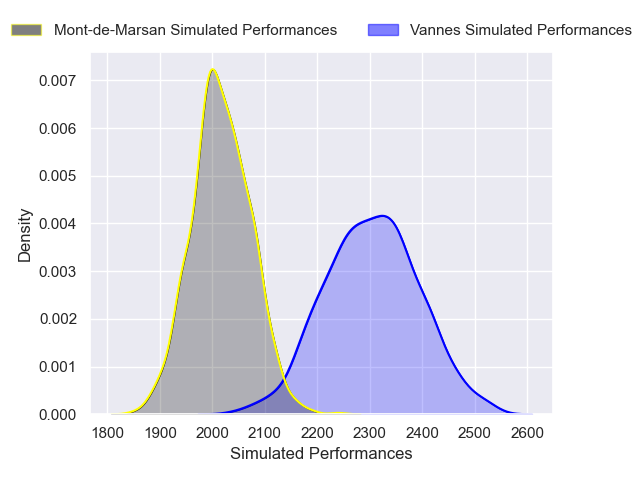 Mont-de-Marsan Simulated Performances Vannes Simulated Performances
0.007
0.006
0.005
0.004
0.003
0.002
0.001
0.000
Density
1800 1900 2000 2100 2200 2300 2400 2500 2600
Simulated Performances